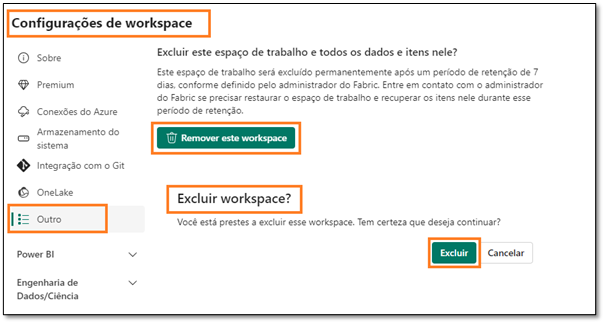 Configurações de workspace
Sobre
Premium
Conexões do Azure
Armazenamento do
sistema
Integração com o Git
OneLake
Outro
Power BI
Engenharia de
Dados/Ciência
Excluir este espaço de trabalho e todos os dados e itens nele?
Este espaço de trabalho será excluído permanentemente após um período de retenção de 7
dias, conforme definido pelo administrador do Fabric. Entre em contato com o administrador
do Fabric se precisar restaurar o espaço de trabalho e recuperar os itens nele durante esse
período de retenção.
Remover este workspace
Excluir workspace?
Você está prestes a excluir esse workspace. Tem certeza que deseja continuar?
Excluir
Cancelar